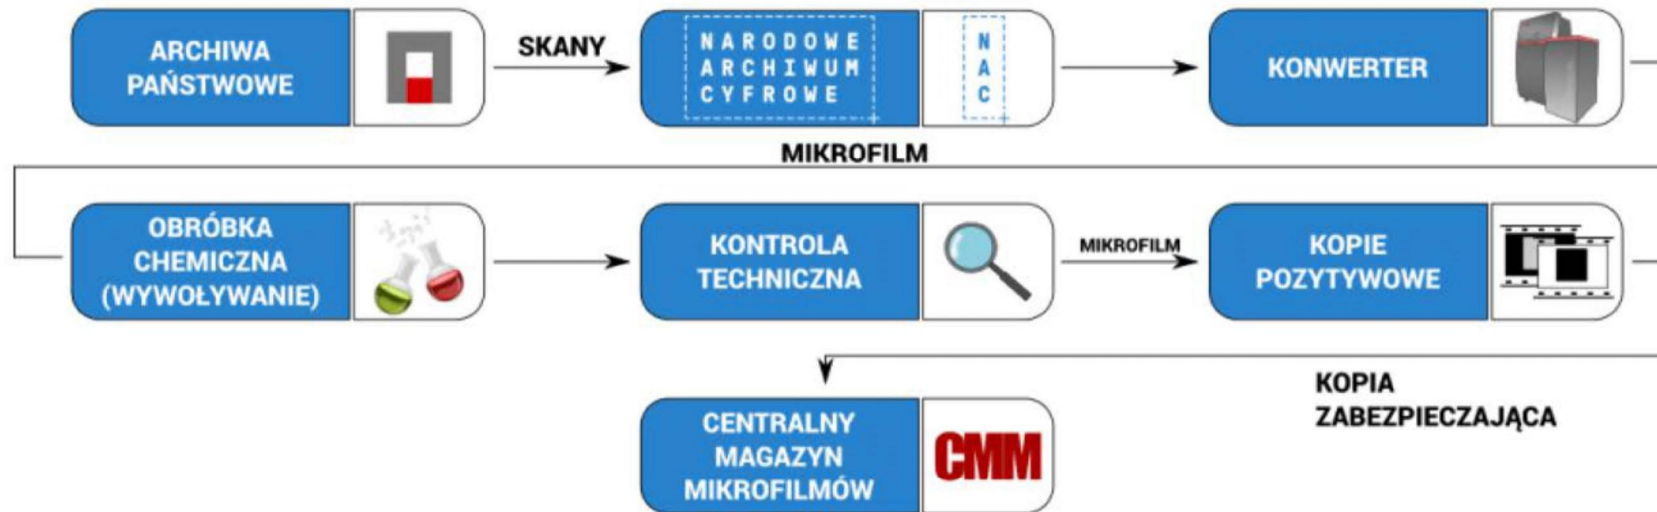 ARCHIWA
PAŃSTWOWE
SKANY
NARODOWE
ARCHIWUM
CYFROWE
N
A
C
KONWERTER
MIKROFILM
OBRÓBKA
CHEMICZNA
(WYWOŁYWANIE)
KONTROLA
TECHNICZNA
MIKROFILM
KOPIE
POZYTYWOWE
KOPIA
ZABEZPIECZAJĄCA
CENTRALNY
MAGAZYN
MIKROFILMÓW
CMM